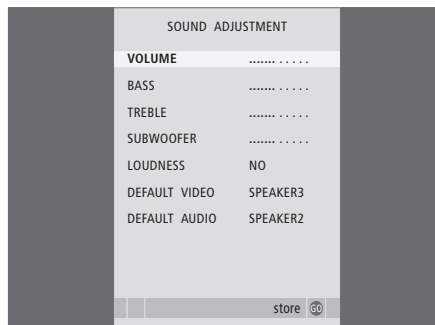 SOUND ADJUSTMENT
VOLUME ....... . . . . .
BASS ....... . . . . .
TREBLE ....... . . . . .
SUBWOOFER ....... . . . . .
LOUDNESS NO
DEFAULT VIDEO SPEAKER3
DEFAULT AUDIO SPEAKER2
store GO